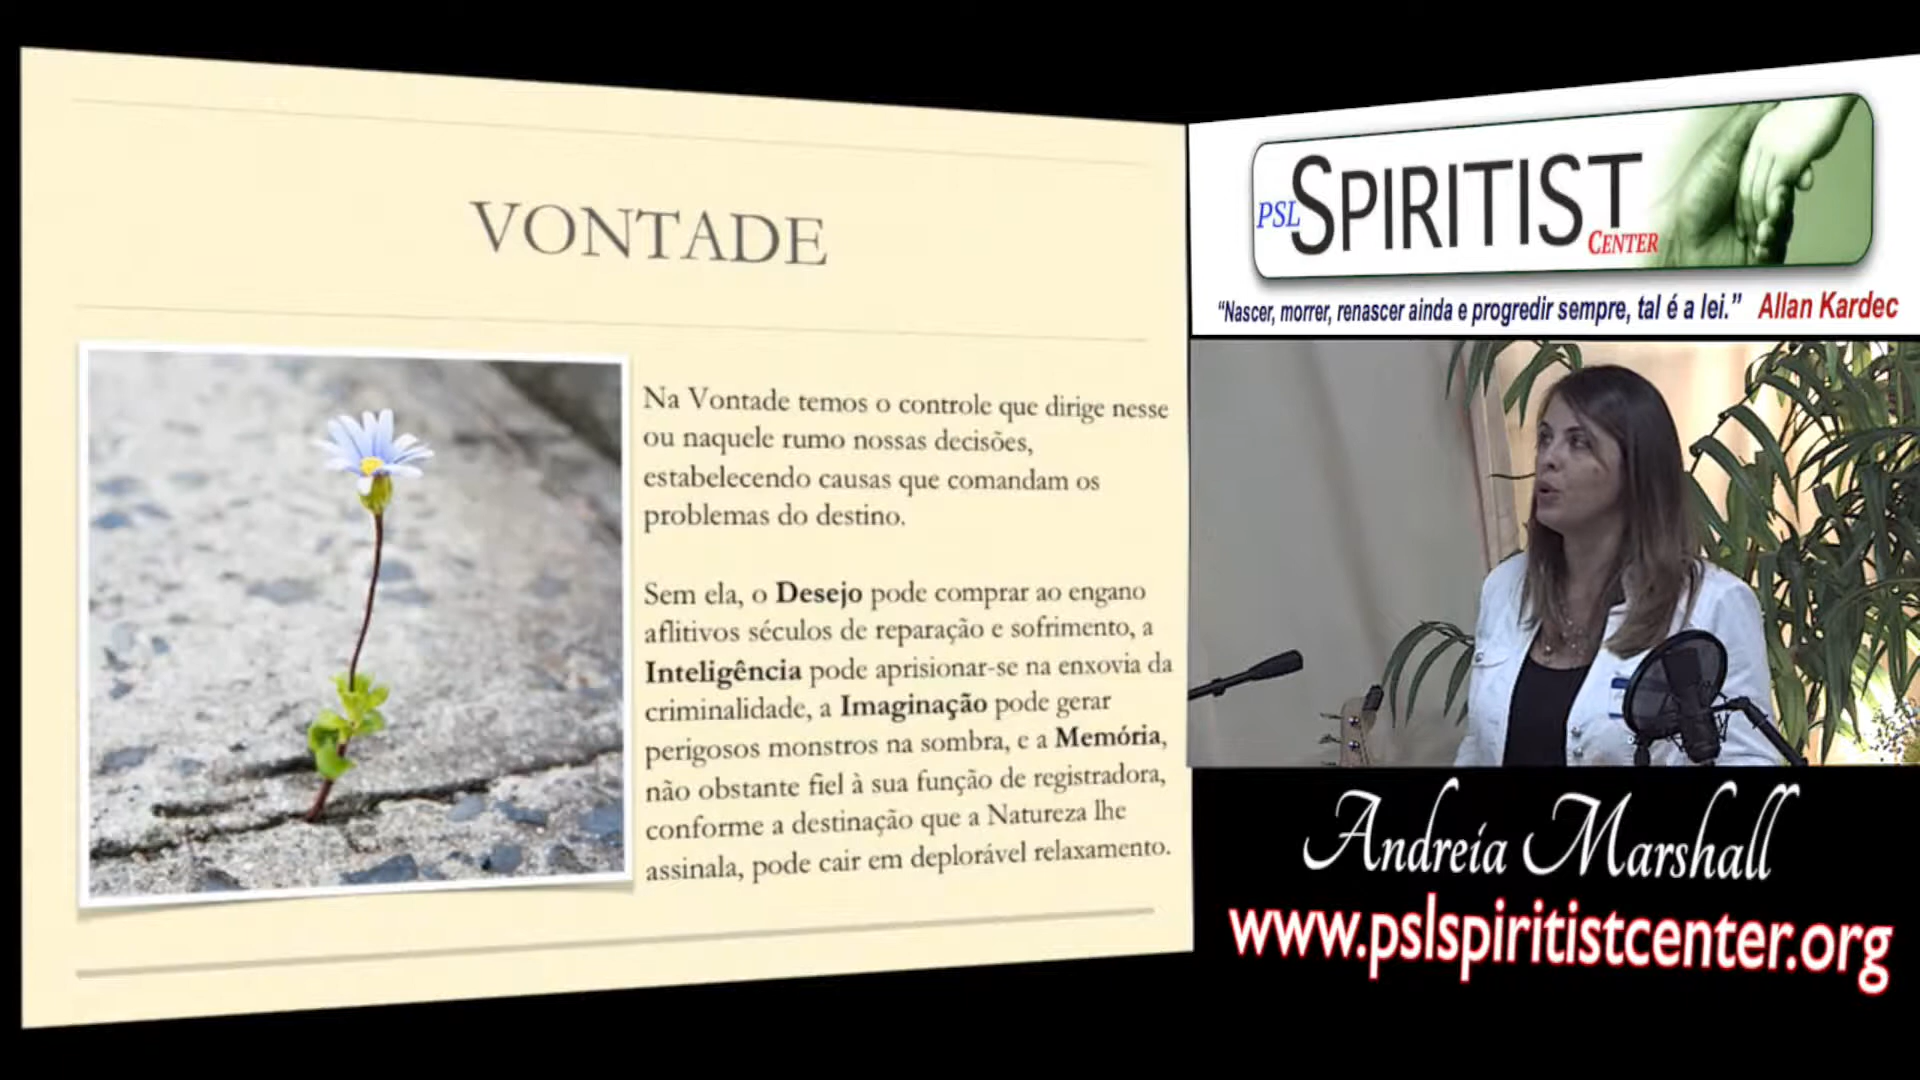 VONTADE
Na Vontade temos o controle que dirige nesse
ou naquele rumo nossas decisões,
estabelecendo causas que comandam os
problemas do destino.
Sem ela, o Desejo pode comprar ao engano
aflitivos séculos de reparação e sofrimento, a
Inteligência pode aprisionar-se na enxovia da
criminalidade, a Imaginação pode gerar
perigosos monstros na sombra, e a Memória,
não obstante fiel à sua função de registradora,
conforme a destinação que a Natureza lhe
assinala, pode cair em deplorável relaxamento.
PSL SPIRITIST
CENTER
“Nascer, morrer, renascer ainda e progredir sempre, tal é a lei.” Allan Kardec
Andreia Marshall
www.pslspiritistcenter.org